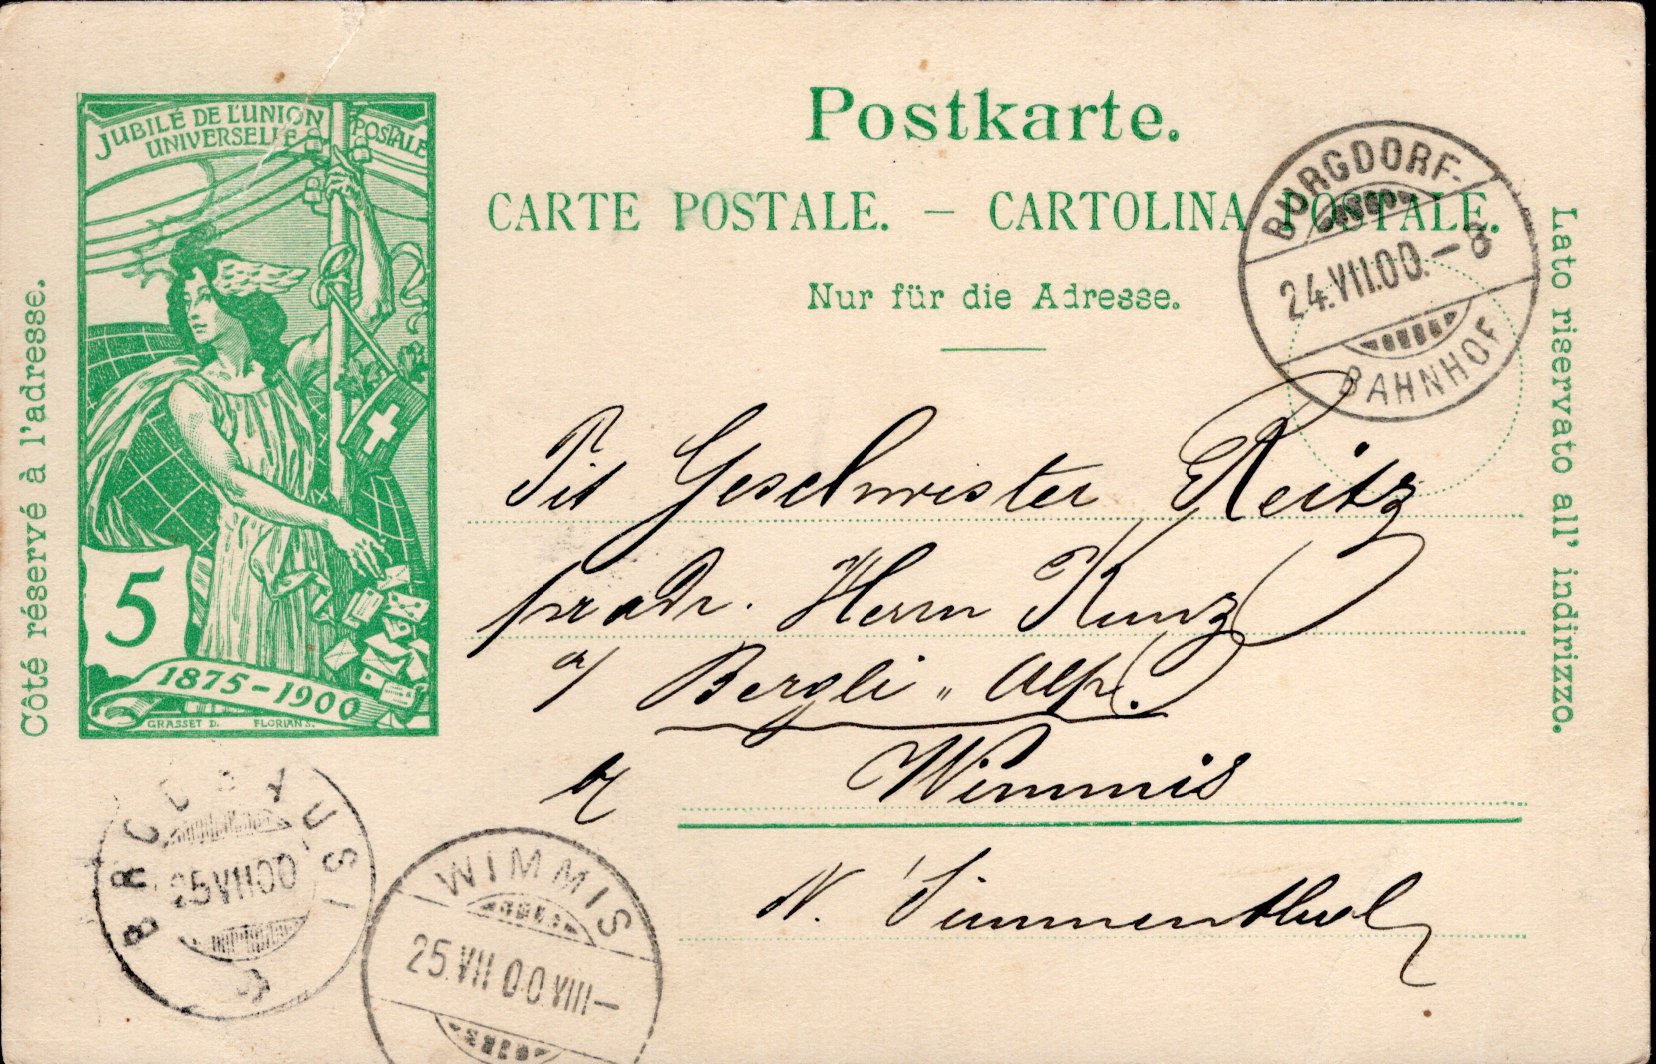 JUBILÉ DE L'UNION POSTALE
UNIVERSELLE
5
1875-1900
GRASSET D. FLORIAN S.
Côté réservé à l'adresse.
Postkarte.
CARTE POSTALE. — CARTOLINA POSTALE.
Nur für die Adresse.
Lato riservato all' indirizzo.
BURGDORF-
24.VII.00.-8
BAHNHOF
Tit Geschwister Reitz
pr adr. Herrn Kunz
a/ Bergli „ Alp.
Wimmis
N. Simmenthal
25 VII 00
WIMMIS
25.VII 00 VIII-